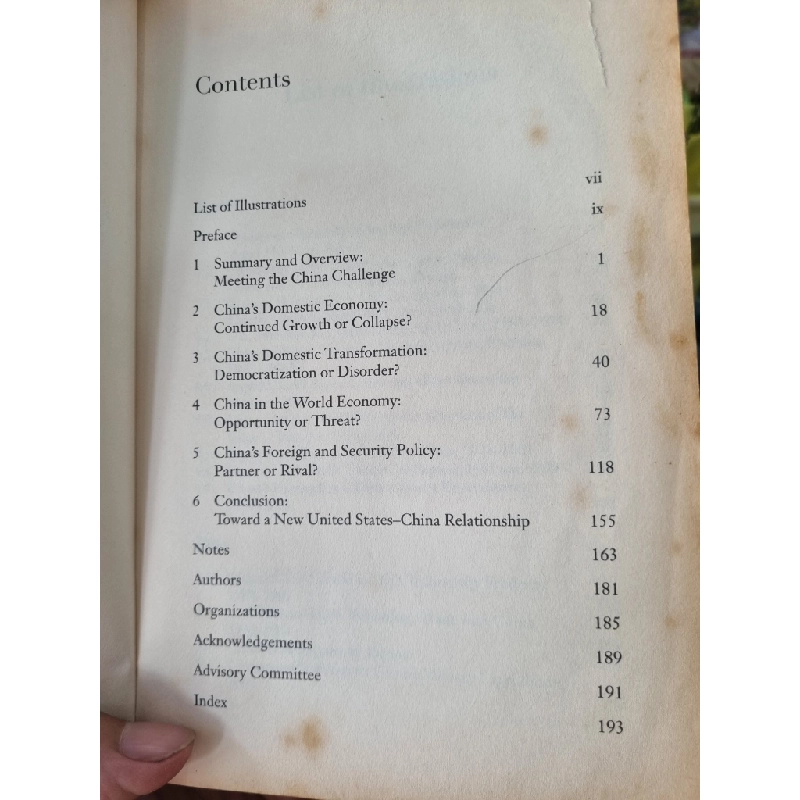 Contents
List of Illustrations vii
Preface ix
1 Summary and Overview:
Meeting the China Challenge 1
2 China's Domestic Economy:
Continued Growth or Collapse? 18
3 China's Domestic Transformation:
Democratization or Disorder? 40
4 China in the World Economy:
Opportunity or Threat? 73
5 China's Foreign and Security Policy:
Partner or Rival? 118
6 Conclusion:
Toward a New United States–China Relationship 155
Notes 163
Authors 181
Organizations 185
Acknowledgements 189
Advisory Committee 191
Index 193